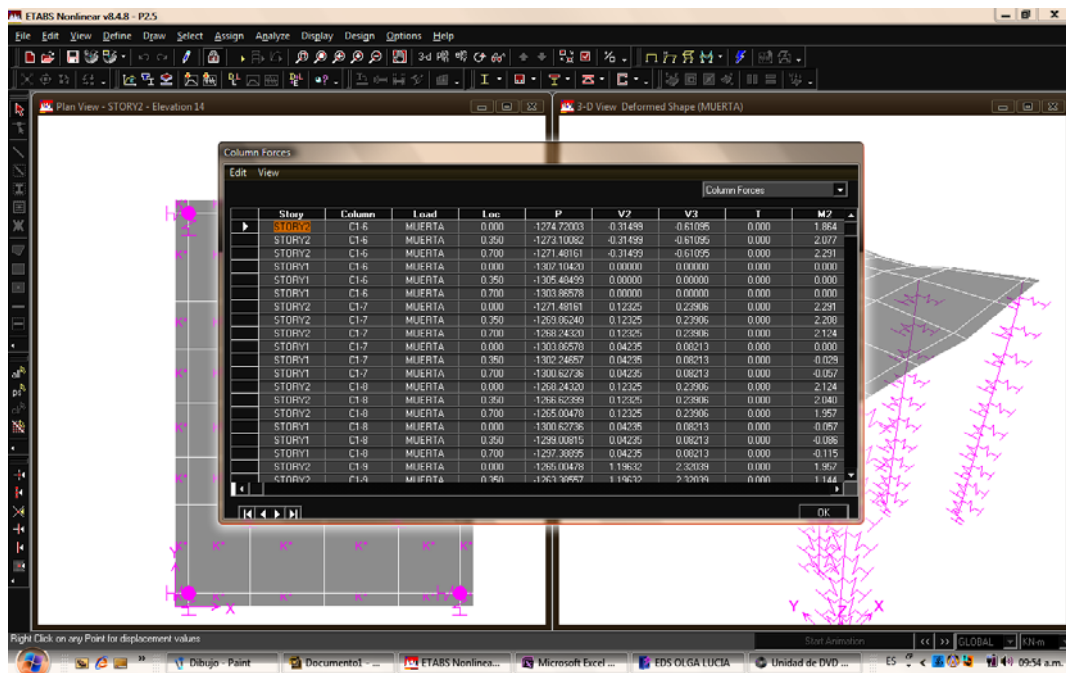 ETABS Nonlinear v8.4.8 - P2.5
File Edit View Define Draw Select Assign Analyze Display Design Options Help
Plan View - STORY2 - Elevation 14
3-D View Deformed Shape (MUERTA)
Column Forces
Edit View
Column Forces
Story Column Load Loc P V2 V3 T M2
STORY2 C1-6 MUERTA 0.000 -1274.72003 -0.31499 -0.61095 0.000 1.864
STORY2 C1-6 MUERTA 0.350 -1273.10082 -0.31499 -0.61095 0.000 2.077
STORY2 C1-6 MUERTA 0.700 -1271.48161 -0.31499 -0.61095 0.000 2.291
STORY1 C1-6 MUERTA 0.000 -1307.10420 0.00000 0.00000 0.000 0.000
STORY1 C1-6 MUERTA 0.350 -1305.48499 0.00000 0.00000 0.000 0.000
STORY1 C1-6 MUERTA 0.700 -1303.86578 0.00000 0.00000 0.000 0.000
STORY2 C1-7 MUERTA 0.000 -1271.48161 0.12325 0.23906 0.000 2.291
STORY2 C1-7 MUERTA 0.350 -1269.86240 0.12325 0.23906 0.000 2.208
STORY2 C1-7 MUERTA 0.700 -1268.24320 0.12325 0.23906 0.000 2.124
STORY1 C1-7 MUERTA 0.000 -1303.86578 0.04235 0.08213 0.000 0.000
STORY1 C1-7 MUERTA 0.350 -1302.24657 0.04235 0.08213 0.000 -0.029
STORY1 C1-7 MUERTA 0.700 -1300.62736 0.04235 0.08213 0.000 -0.057
STORY2 C1-8 MUERTA 0.000 -1268.24320 0.12325 0.23906 0.000 2.124
STORY2 C1-8 MUERTA 0.350 -1266.62399 0.12325 0.23906 0.000 2.040
STORY2 C1-8 MUERTA 0.700 -1265.00478 0.12325 0.23906 0.000 1.957
STORY1 C1-8 MUERTA 0.000 -1300.62736 0.04235 0.08213 0.000 -0.057
STORY1 C1-8 MUERTA 0.350 -1299.00815 0.04235 0.08213 0.000 -0.086
STORY1 C1-8 MUERTA 0.700 -1297.38895 0.04235 0.08213 0.000 -0.115
STORY2 C1-9 MUERTA 0.000 -1265.00478 1.19632 2.32039 0.000 1.957
STORY2 C1-9 MUERTA 0.350 -1263.38557 1.19632 2.32039 0.000 1.144
OK
Y X
Y Z X
Right Click on any Point for displacement values
Start Animation << >> GLOBAL KN-m
Dibujo - Paint Documento1 - ... ETABS Nonlinea... Microsoft Excel ... EDS OLGA LUCIA Unidad de DVD ... ES 09:54 a.m.